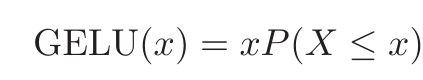 GELU(x) = xP(X ≤ x)